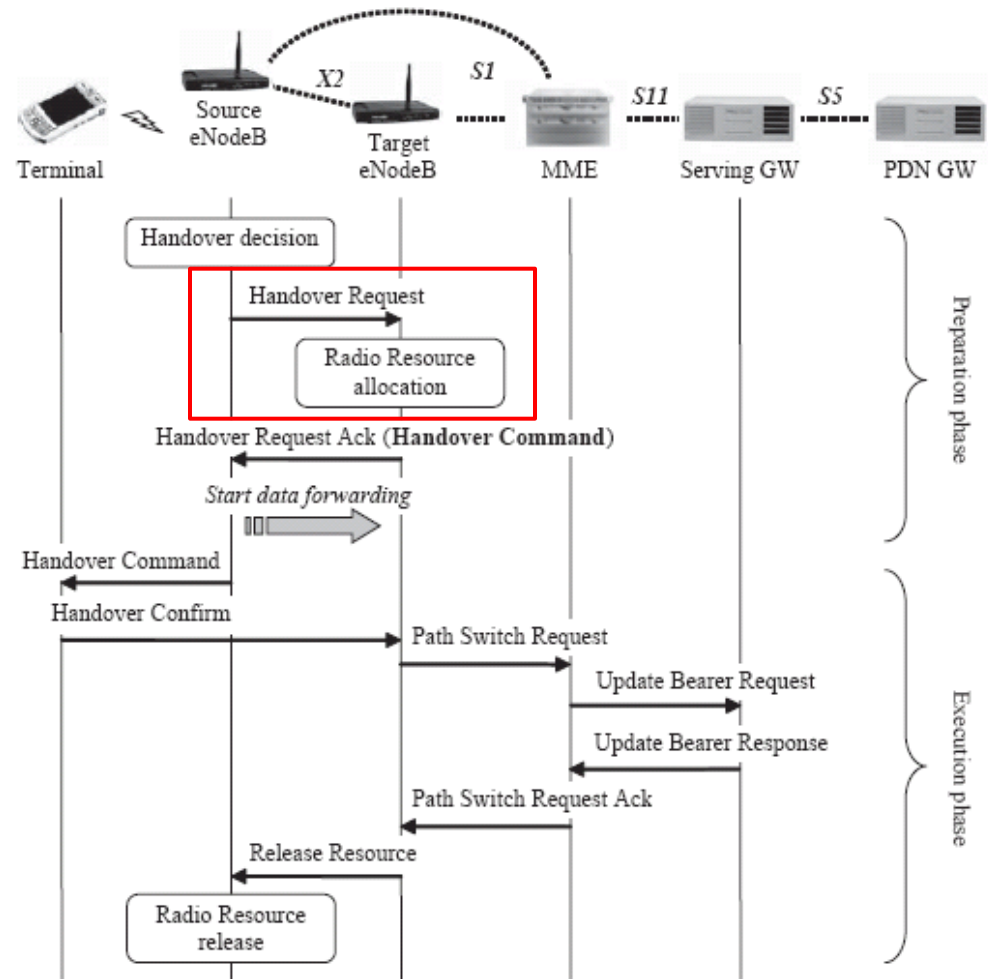 X2
S1
S11
S5
Source
eNodeB
Target
eNodeB
Terminal
MME
Serving GW
PDN GW
Handover decision
Handover Request
Radio Resource
allocation
Handover Request Ack (Handover Command)
Start data forwarding
Preparation phase
Handover Command
Handover Confirm
Path Switch Request
Update Bearer Request
Update Bearer Response
Path Switch Request Ack
Release Resource
Radio Resource
release
Execution phase